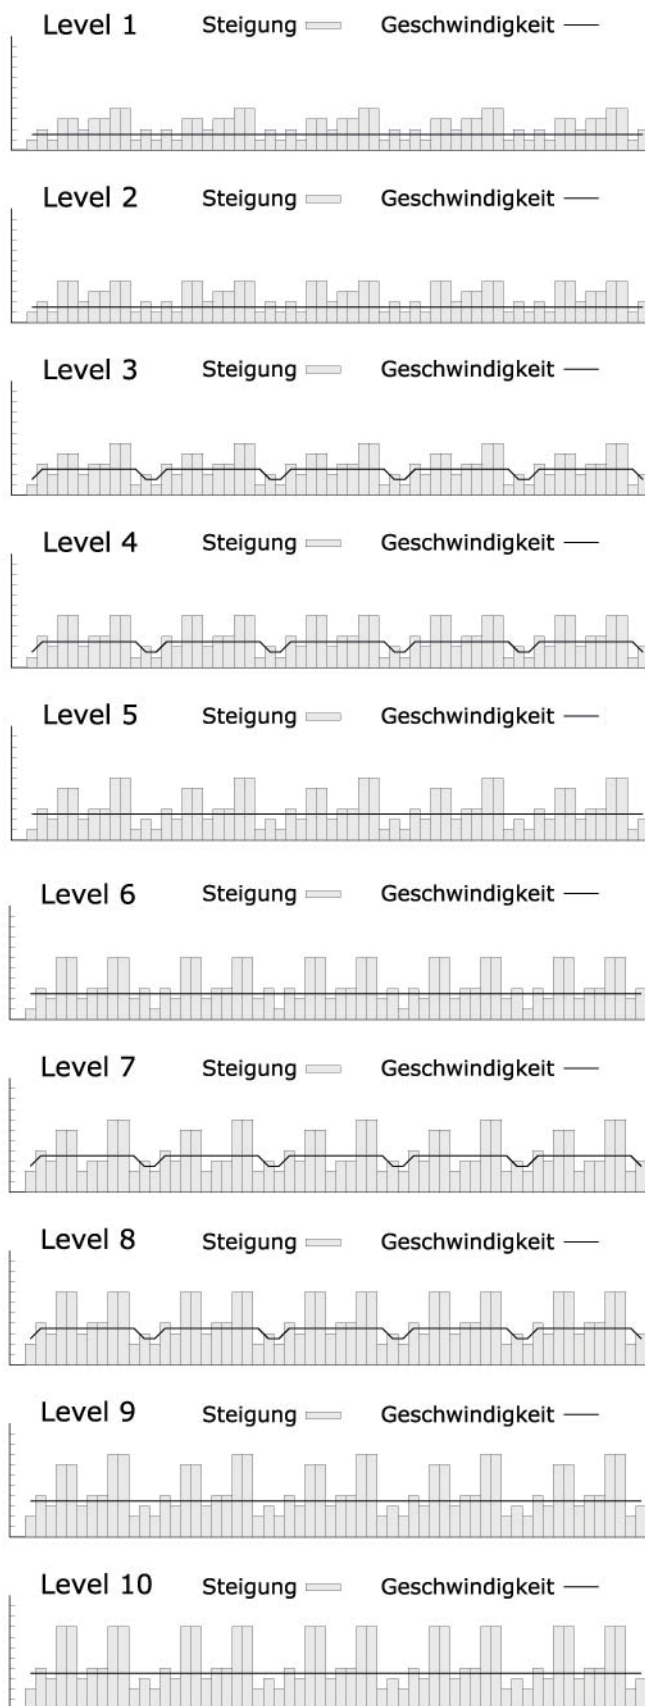 Level 1 Steigung Geschwindigkeit
Level 2 Steigung Geschwindigkeit
Level 3 Steigung Geschwindigkeit
Level 4 Steigung Geschwindigkeit
Level 5 Steigung Geschwindigkeit
Level 6 Steigung Geschwindigkeit
Level 7 Steigung Geschwindigkeit
Level 8 Steigung Geschwindigkeit
Level 9 Steigung Geschwindigkeit
Level 10 Steigung Geschwindigkeit